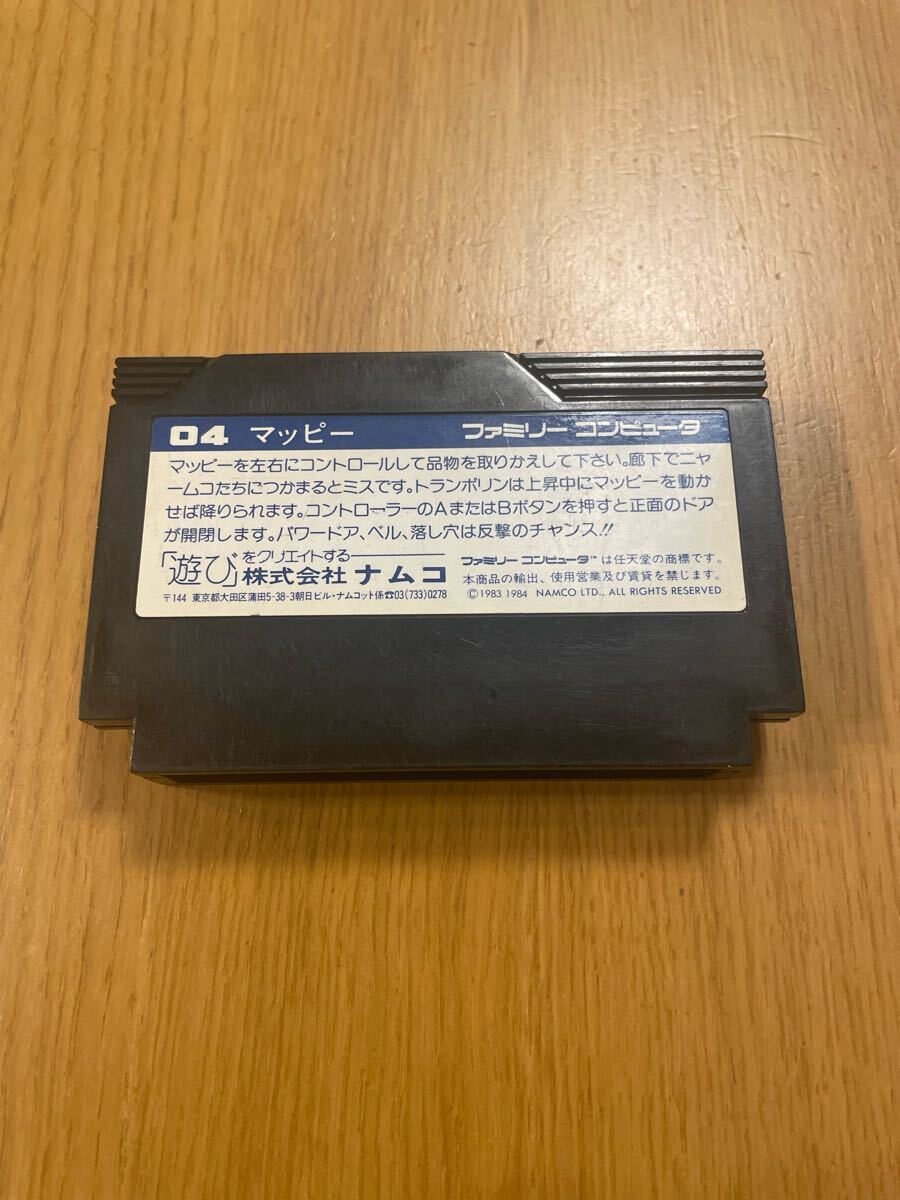 04 マッピー ファミリー コンピュータ
マッピーを左右にコントロールして品物を取りかえして下さい。廊下でニャ
ームコたちにつかまるとミスです。トランポリンは上昇中にマッピーを動か
せば降りられます。コントローラーのAまたはBボタンを押すと正面のドア
が開閉します。パワードア、ベル、落し穴は反撃のチャンス!!
「遊び」をクリエイトする
株式会社 ナムコ
〒144 東京都大田区蒲田5-38-3朝日ビル・ナムコット係☎03(733)0278
ファミリー コンピュータ™ は任天堂の商標です。
本商品の輸出、使用営業及び賃貸を禁じます。
©1983 1984 NAMCO LTD., ALL RIGHTS RESERVED